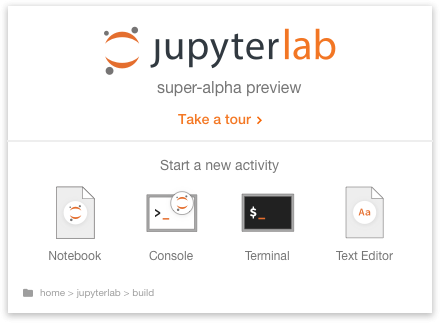 jupyterlab
super-alpha preview
Take a tour >
Start a new activity
>_ $_ Aa
Notebook Console Terminal Text Editor
home > jupyterlab > build